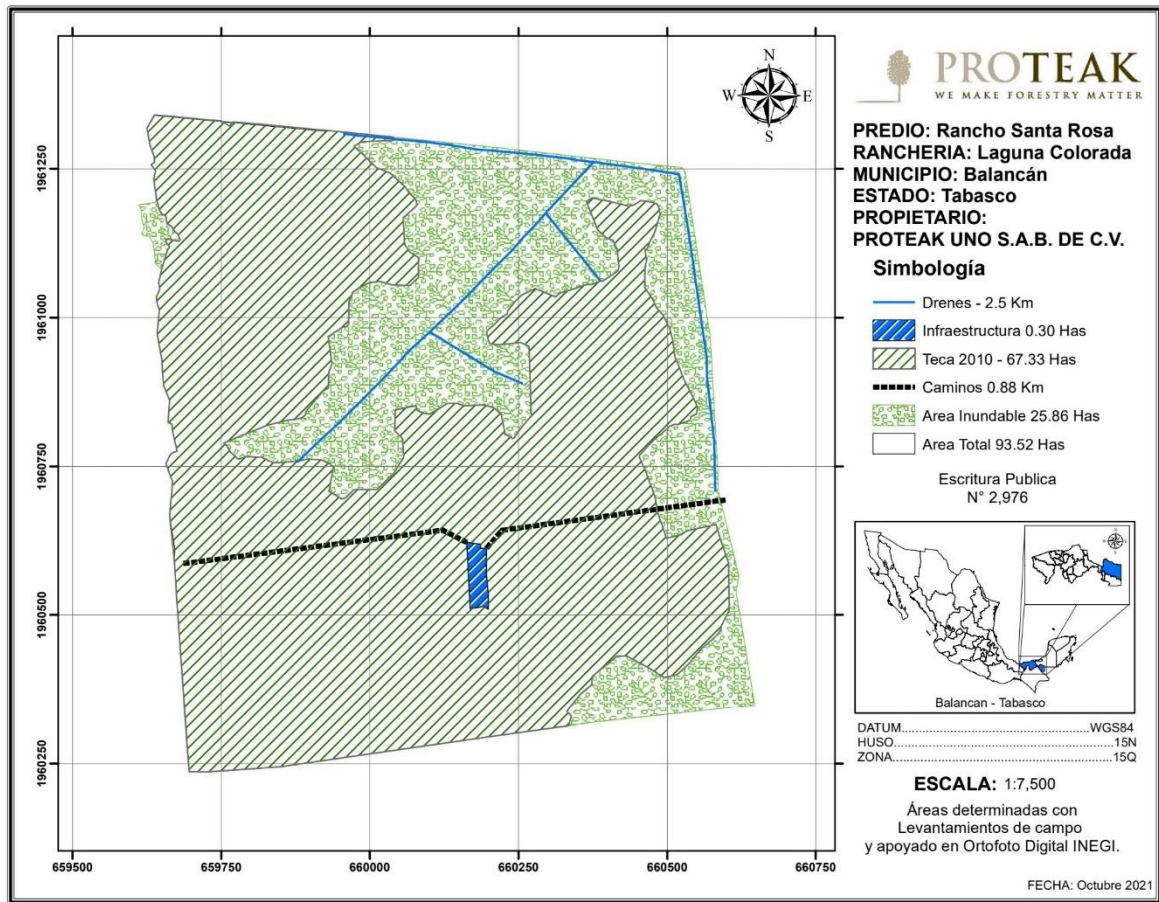 PROTEAK
WE MAKE FORESTRY MATTER
PREDIO: Rancho Santa Rosa
RANCHERIA: Laguna Colorada
MUNICIPIO: Balancán
ESTADO: Tabasco
PROPIETARIO:
PROTEAK UNO S.A.B. DE C.V.
Simbología
Drenes - 2.5 Km
Infraestructura 0.30 Has
Teca 2010 - 67.33 Has
Caminos 0.88 Km
Area Inundable 25.86 Has
Area Total 93.52 Has
Escritura Publica
N° 2,976
Balancan - Tabasco
DATUM WGS84
HUSO 15N
ZONA 15Q
ESCALA: 1:7,500
Áreas determinadas con
Levantamientos de campo
y apoyado en Ortofoto Digital INEGI.
FECHA: Octubre 2021
N
W E
S
1961250
1961000
1960750
1960500
1960250
659500 659750 660000 660250 660500 660750